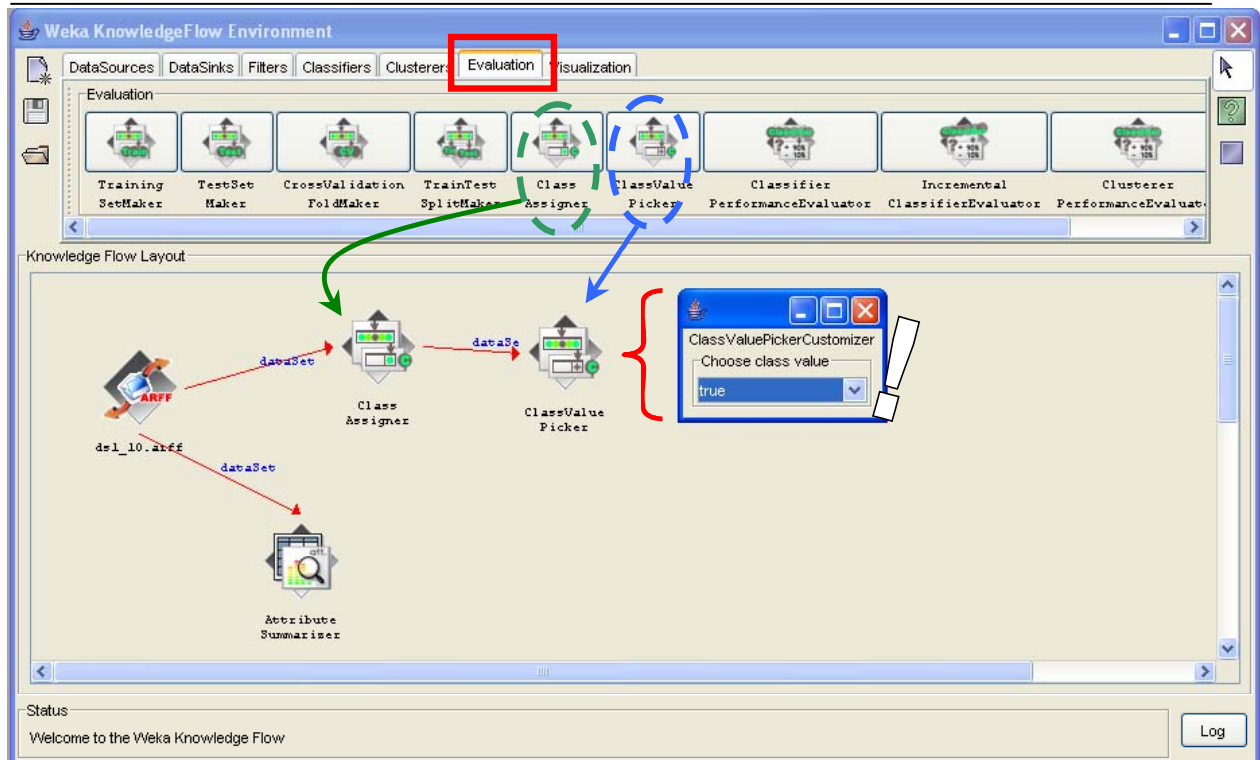 Weka KnowledgeFlow Environment
DataSources DataSinks Filters Classifiers Clusterers Evaluation Visualization
Evaluation
Training SetMaker
TestSet Maker
CrossValidation FoldMaker
TrainTest SplitMaker
Class Assigner
ClassValue Picker
Classifier PerformanceEvaluator
Incremental ClassifierEvaluator
Clusterer PerformanceEvaluat
Knowledge Flow Layout
ARFF
dsl_10.arff
dataSet
Class
Assigner
dataSe
ClassValue
Picker
ClassValuePickerCustomizer
Choose class value
true
!
dataSet
Attribute
Summariser
Status
Welcome to the Weka Knowledge Flow
Log